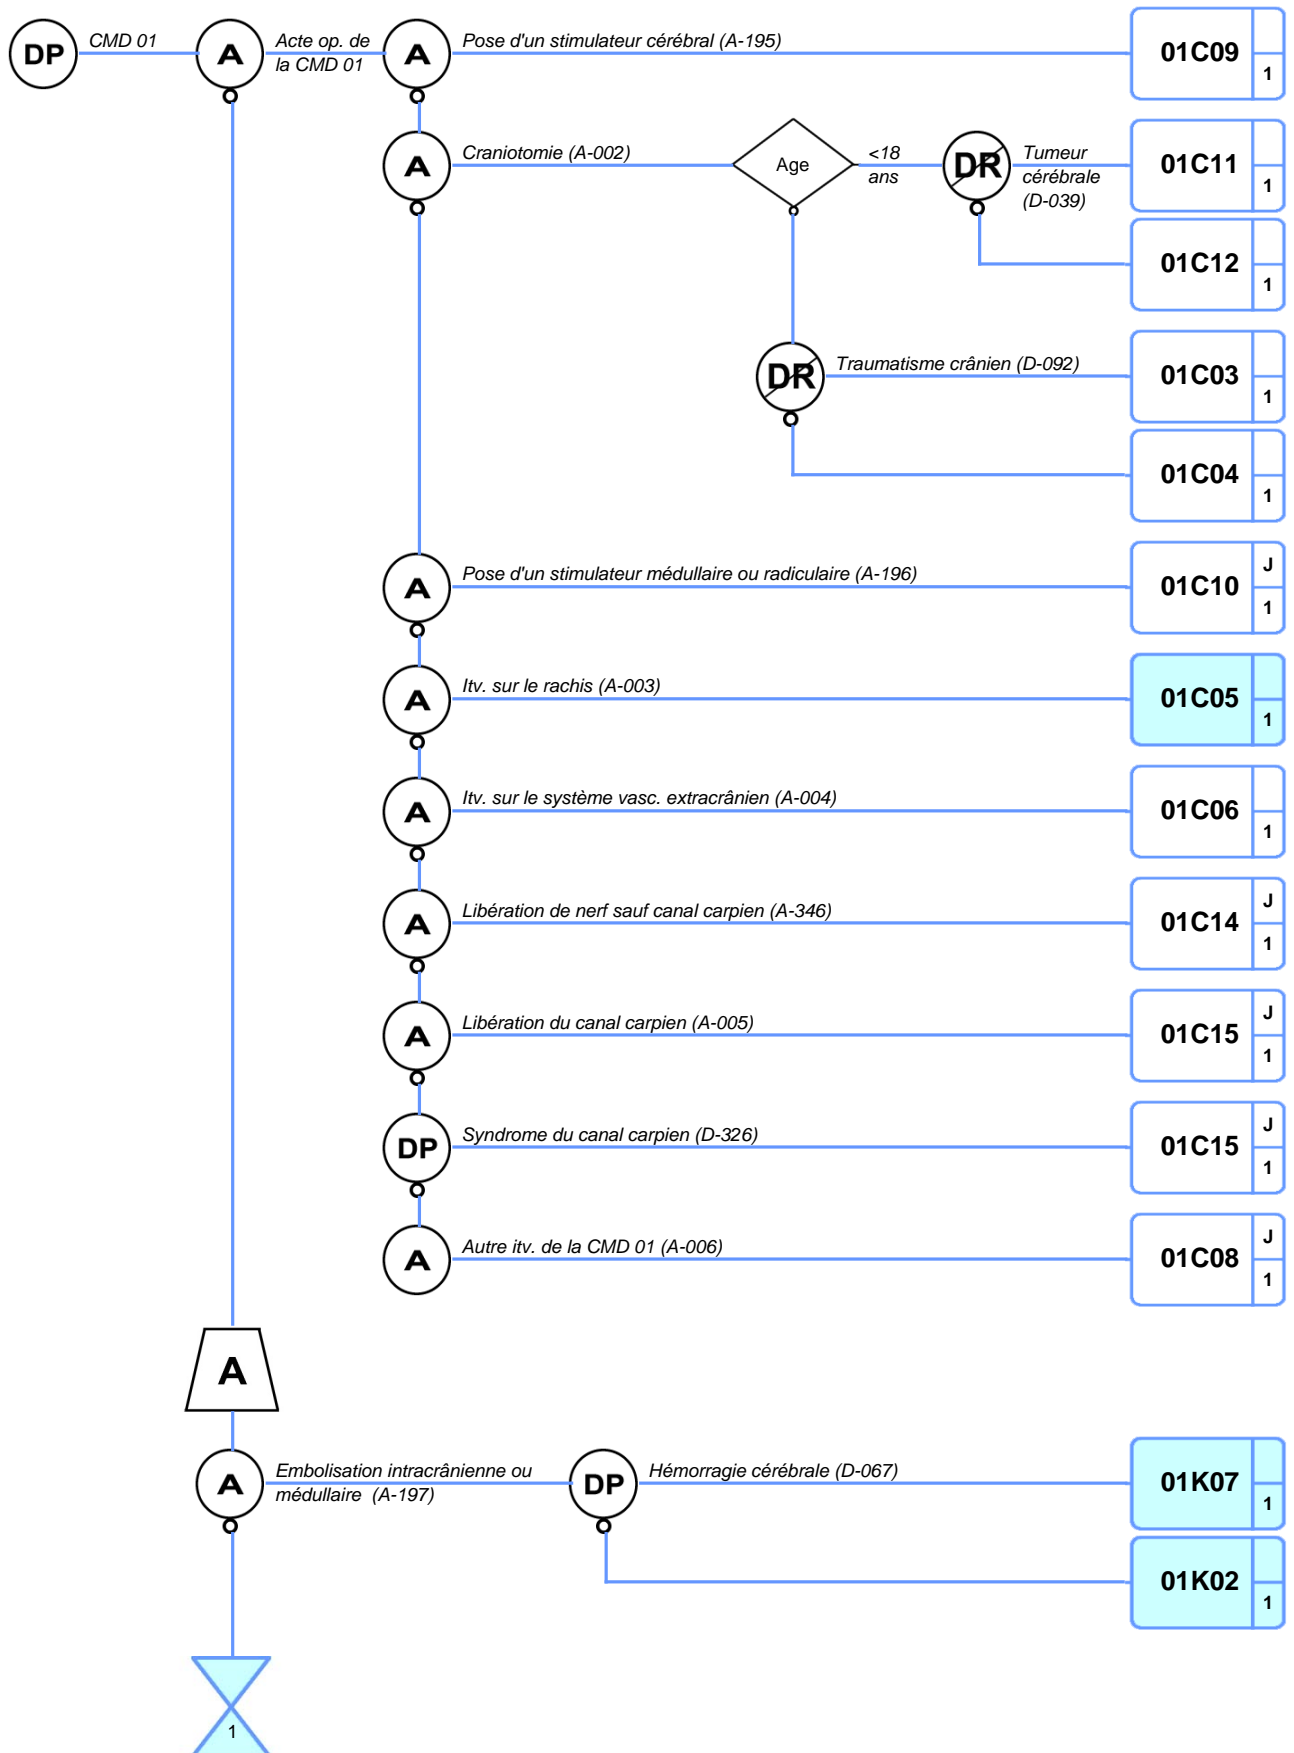 DP
CMD 01
A
Acte op. de
la CMD 01
A
Pose d'un stimulateur cérébral (A-195)
01C09
1
A
Craniotomie (A-002)
Age
<18
ans
DR
Tumeur
cérébrale
(D-039)
01C11
1
01C12
1
DR
Traumatisme crânien (D-092)
01C03
1
01C04
1
A
Pose d'un stimulateur médullaire ou radiculaire (A-196)
01C10
J
1
A
Itv. sur le rachis (A-003)
01C05
1
A
Itv. sur le système vasc. extracrânien (A-004)
01C06
1
A
Libération de nerf sauf canal carpien (A-346)
01C14
J
1
A
Libération du canal carpien (A-005)
01C15
J
1
DP
Syndrome du canal carpien (D-326)
01C15
J
1
A
Autre itv. de la CMD 01 (A-006)
01C08
J
1
A
A
Embolisation intracrânienne ou
médullaire (A-197)
DP
Hémorragie cérébrale (D-067)
01K07
1
01K02
1
1